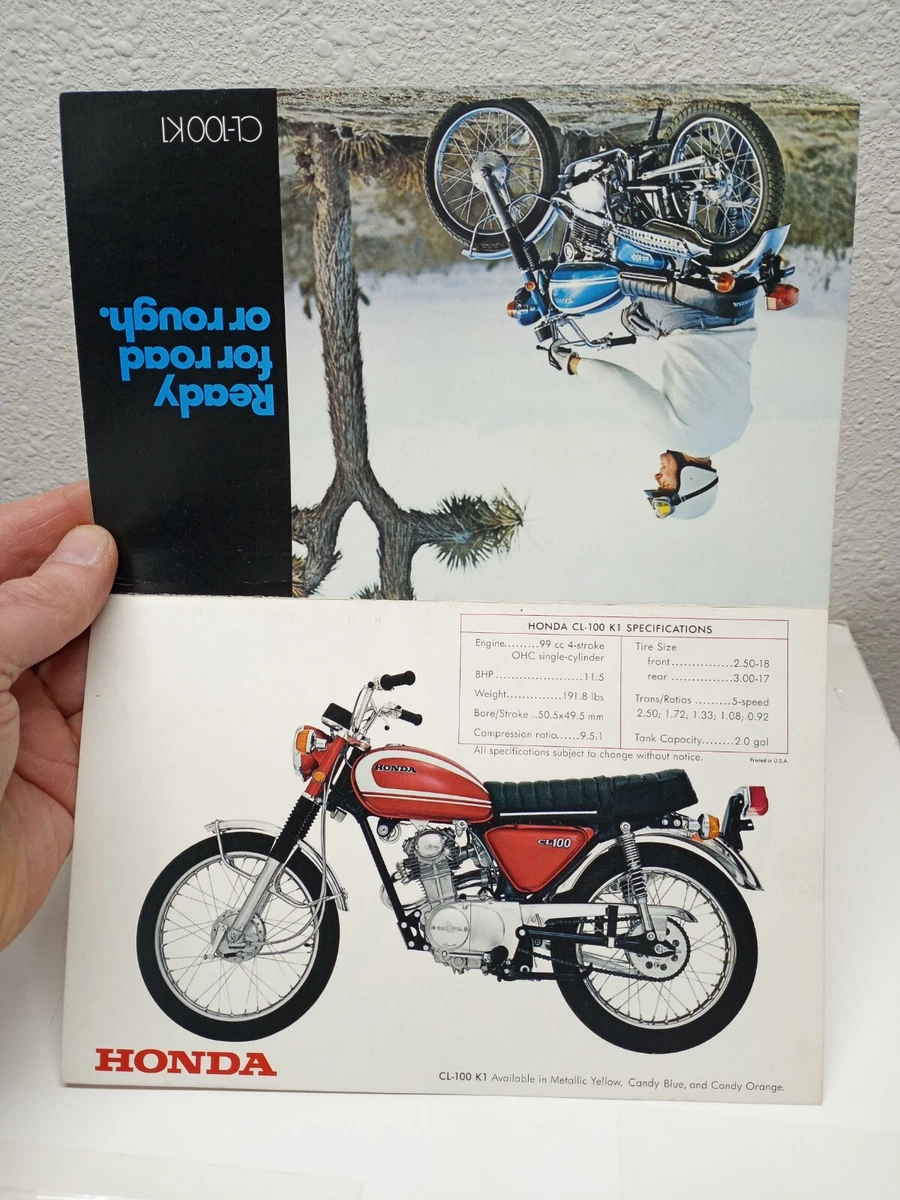 CL-100K1
Ready
for road
or rough.
HONDA
CL-100
HONDA
HONDA CL-100 K1 SPECIFICATIONS
Engine.........99 cc 4-stroke
OHC single-cylinder
BHP ........................11.5
Weight...............191.8 lbs
Bore/Stroke ..50.5x49.5 mm
Compression ratio......9.5:1
Tire Size
front...............2.50-18
rear ...............3.00-17
Trans/Ratios .........5-speed
2.50; 1.72; 1.33; 1.08; 0.92
Tank Capacity........2.0 gal
All specifications subject to change without notice.
Printed in U.S.A.
HONDA
CL100
HONDA
CL-100 K1 Available in Metallic Yellow, Candy Blue, and Candy Orange.